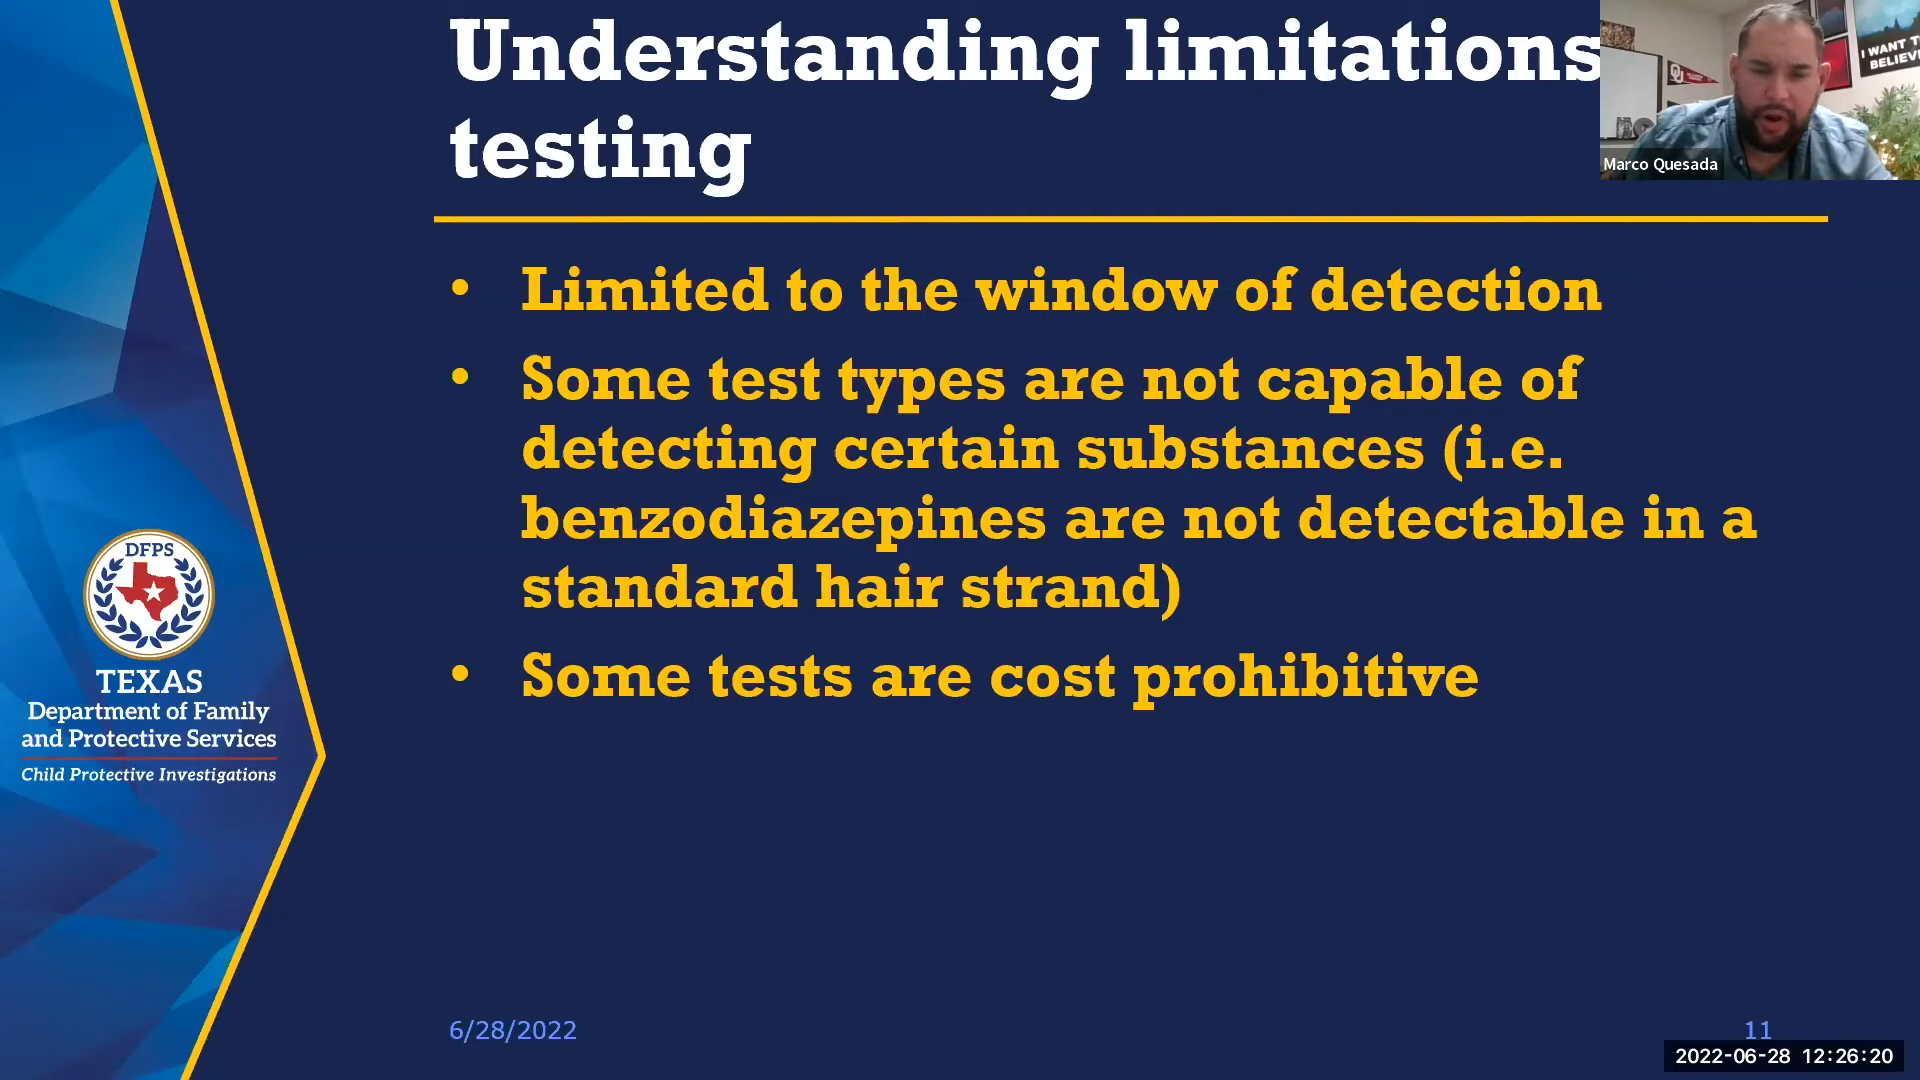 Understanding limitations
testing
I WANT T
BELIEV
OU
Marco Quesada
• Limited to the window of detection
• Some test types are not capable of
detecting certain substances (i.e.
benzodiazepines are not detectable in a
standard hair strand)
• Some tests are cost prohibitive
DFPS
TEXAS
Department of Family
and Protective Services
Child Protective Investigations
6/28/2022
11
2022-06-28 12:26:20